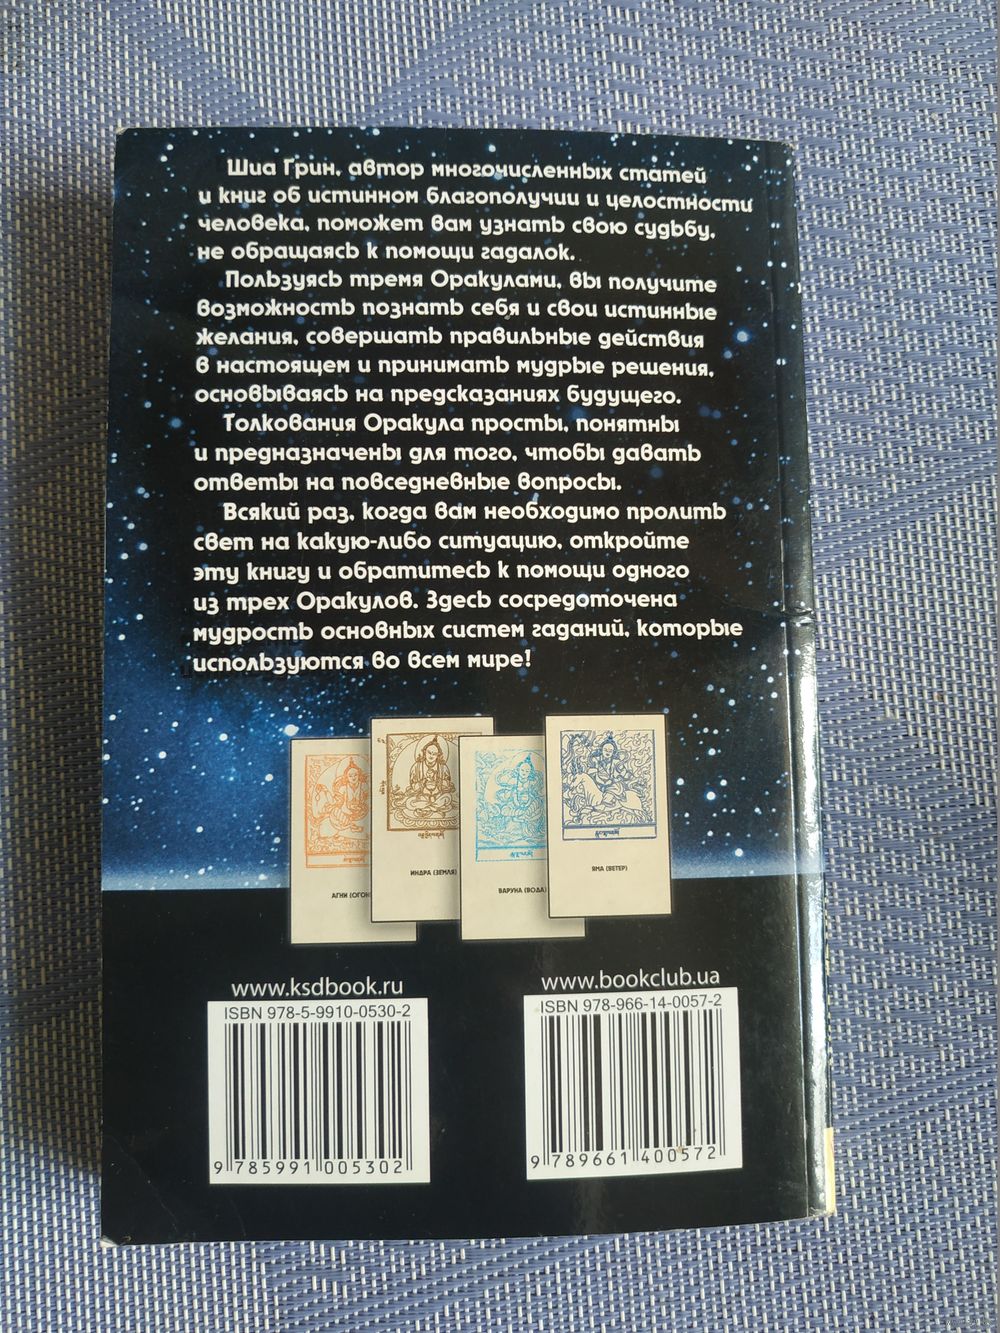 Шиа Грин, автор многочисленных статей
и книг об истинном благополучии и целостности
человека, поможет вам узнать свою судьбу,
не обращаясь к помощи гадалок.
Пользуясь тремя Оракулами, вы получите
возможность познать себя и свои истинные
желания, совершать правильные действия
в настоящем и принимать мудрые решения,
основываясь на предсказаниях будущего.
Толкования Оракула просты, понятны
и предназначены для того, чтобы давать
ответы на повседневные вопросы.
Всякий раз, когда вам необходимо пролить
свет на какую-либо ситуацию, откройте
эту книгу и обратитесь к помощи одного
из трех Оракулов. Здесь сосредоточена
мудрость основных систем гаданий, которые
используются во всем мире!
АГНИ (ОГОН
ИНДРА (ЗЕМЛЯ)
ВАРУНА (ВОДА)
ЯМА (ВЕТЕР)
www.ksdbook.ru
ISBN 978-5-9910-0530-2
9 785991 005302
www.bookclub.ua
ISBN 978-966-14-0057-2
9 789661 400572